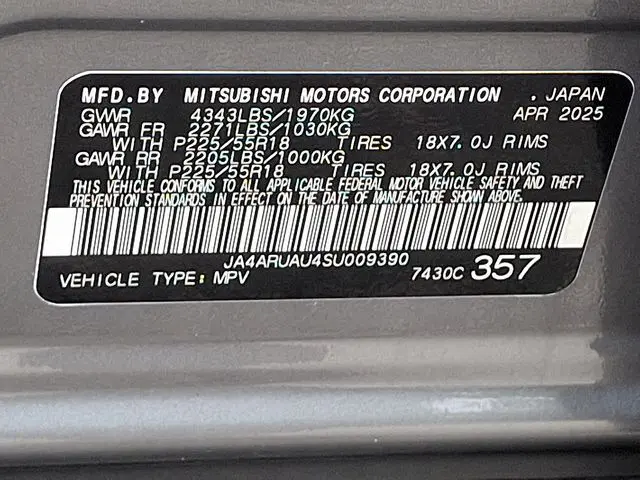 MFD.BY MITSUBISHI MOTORS CORPORATION . JAPAN
GVWR 4343LBS/1970KG APR 2025
GAWR FR 2271LBS/1030KG
WITH P225/55R18 TIRES 18X7.0J RIMS
GAWR RR 2205LBS/1000KG
WITH P225/55R18 TIRES 18X7.0J RIMS
THIS VEHICLE CONFORMS TO ALL APPLICABLE FEDERAL MOTOR VEHICLE SAFETY AND THEFT
PREVENTION STANDARDS IN EFFECT ON THE DATE OF MANUFACTURE SHOWN ABOVE.
JA4ARUAU4SU009390
VEHICLE TYPE: MPV 7430C 357